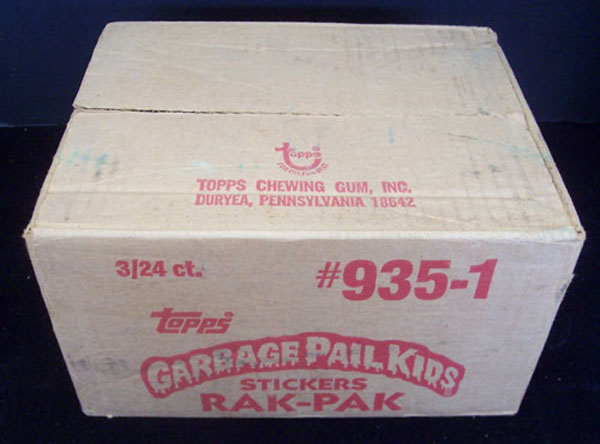 Topps
TOPPS CHEWING GUM, INC.
DURYEA, PENNSYLVANIA 18642
3/24 ct.
#935-1
Topps
GARBAGE PAIL KIDS
STICKERS
RAK-PAK